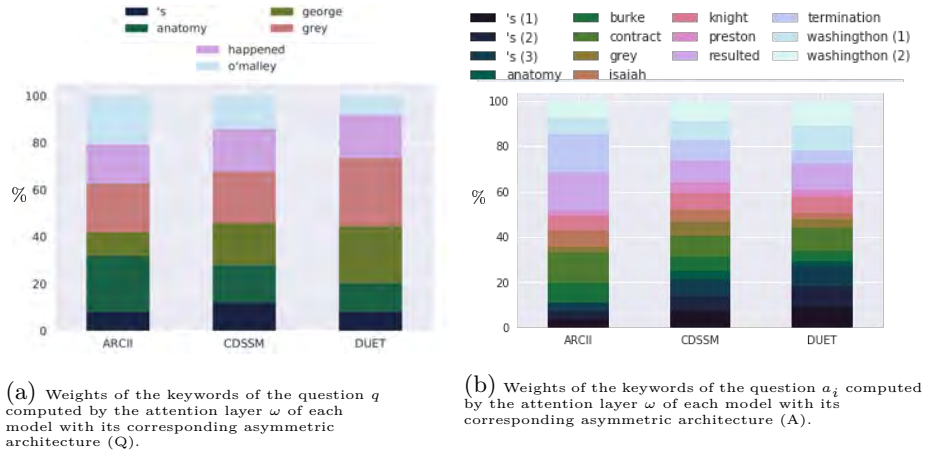 's
anatomy
george
grey
happened
o'malley
100
80
60
40
20
0
%
ARCII CDSSM DUET
(a) Weights of the keywords of the question q
computed by the attention layer ω of each
model with its corresponding asymmetric
architecture (Q).
's (1)
's (2)
's (3)
anatomy
burke
contract
grey
isaiah
knight
preston
resulted
termination
washingthon (1)
washingthon (2)
100
80
60
40
20
0
%
ARCII CDSSM DUET
(b) Weights of the keywords of the question a_i computed
by the attention layer ω of each model with its
corresponding asymmetric architecture (A).